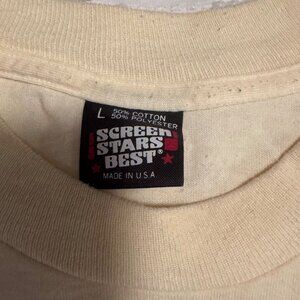 L 50% COTTON
50% POLYESTER
SCREEN
STARS
BEST®
MADE IN U.S.A